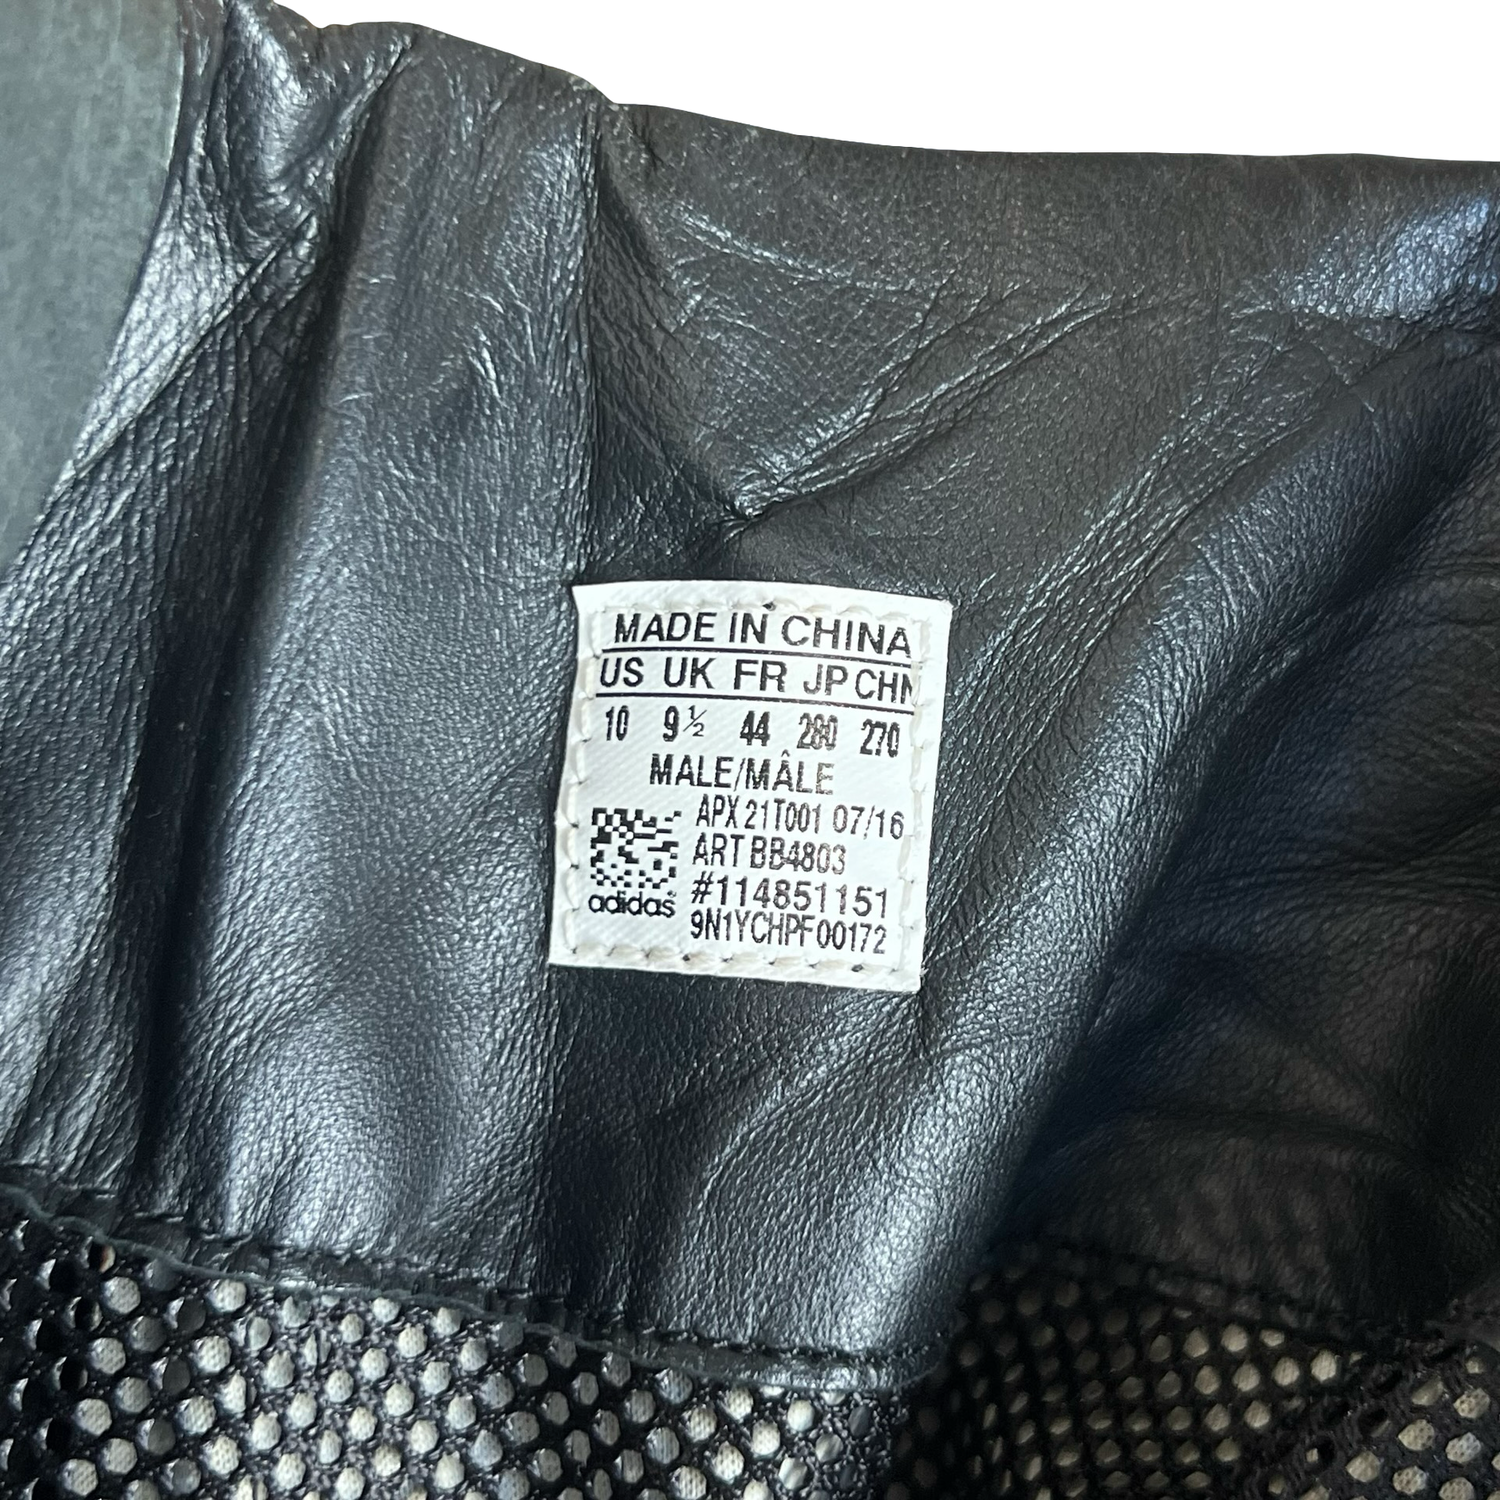 MADE IN CHINA
US UK FR JP CHN
10 9½ 44 280 270
MALE/MÂLE
APX 21T001 07/16
ART BB4803
#114851151
adidas
9N1YCHPF00172